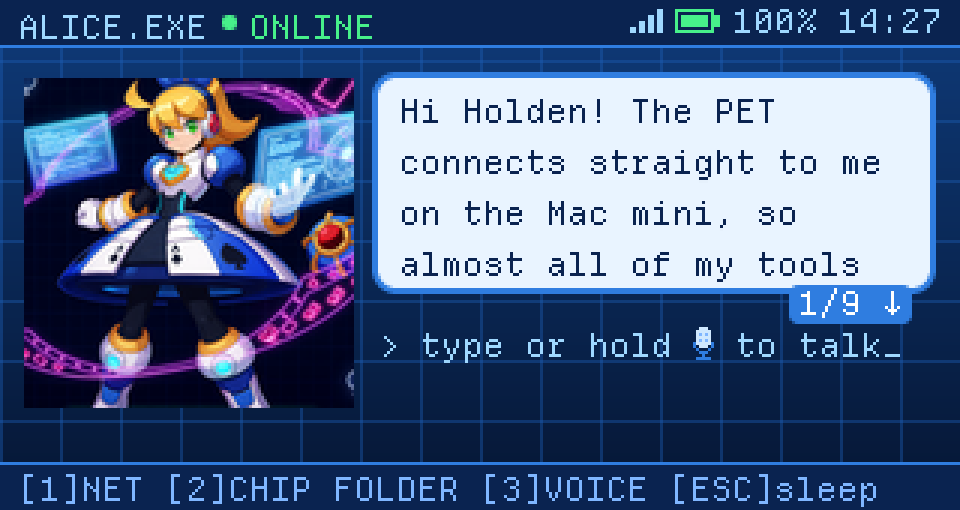 ALICE.EXE ONLINE 100% 14:27
Hi Holden! The PET
connects straight to me
on the Mac mini, so
almost all of my tools
1/9 ↓
> type or hold to talk_
[1]NET [2]CHIP FOLDER [3]VOICE [ESC]sleep